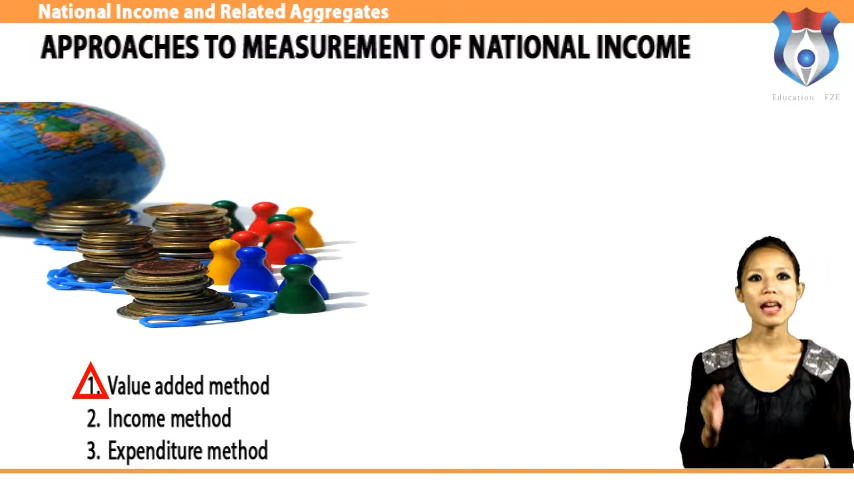 National Income and Related Aggregates
APPROACHES TO MEASUREMENT OF NATIONAL INCOME
Education FZE
1. Value added method
2. Income method
3. Expenditure method